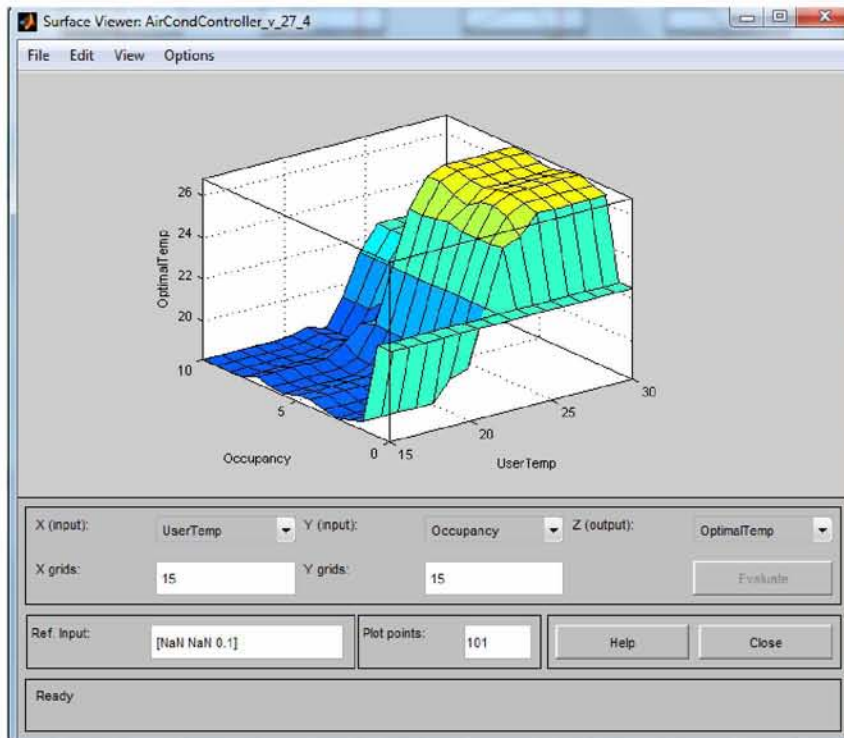 Surface Viewer: AirCondController_v_27_4
File Edit View Options
26
24
22
20
OptimalTemp
10
5
0
Occupancy
15
20
25
30
UserTemp
X (input): UserTemp Y (input): Occupancy Z (output): OptimalTemp
X grids: 15 Y grids: 15 Evaluate
Ref. Input: [NaN NaN 0.1] Plot points: 101 Help Close
Ready